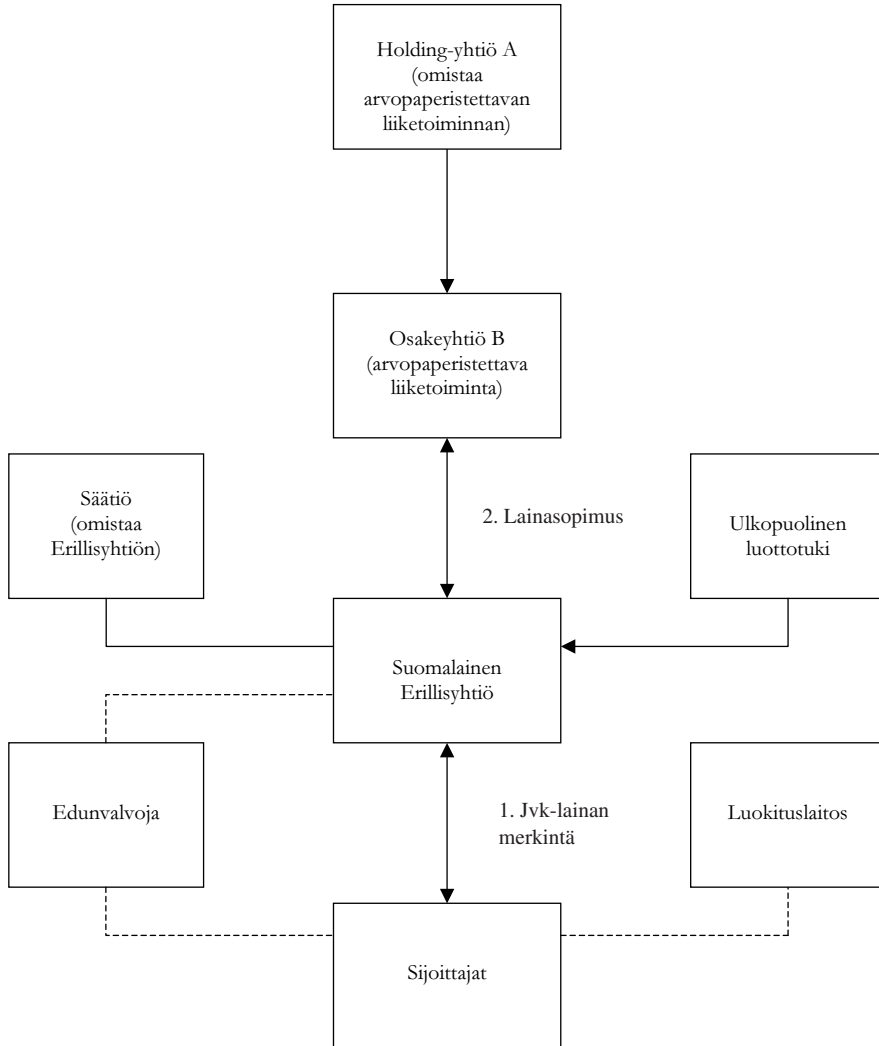 Holding-yhtiö A
(omistaa
arvopaperistettavan
liiketoiminnan)
Osakeyhtiö B
(arvopaperistettava
liiketoiminta)
Säätiö
(omistaa
Erillisyhtiön)
2. Lainasopimus
Ulkopuolinen
luottotuki
Suomalainen
Erillisyhtiö
Edunvalvoja
1. Jvk-lainan
merkintä
Luokituslaitos
Sijoittajat